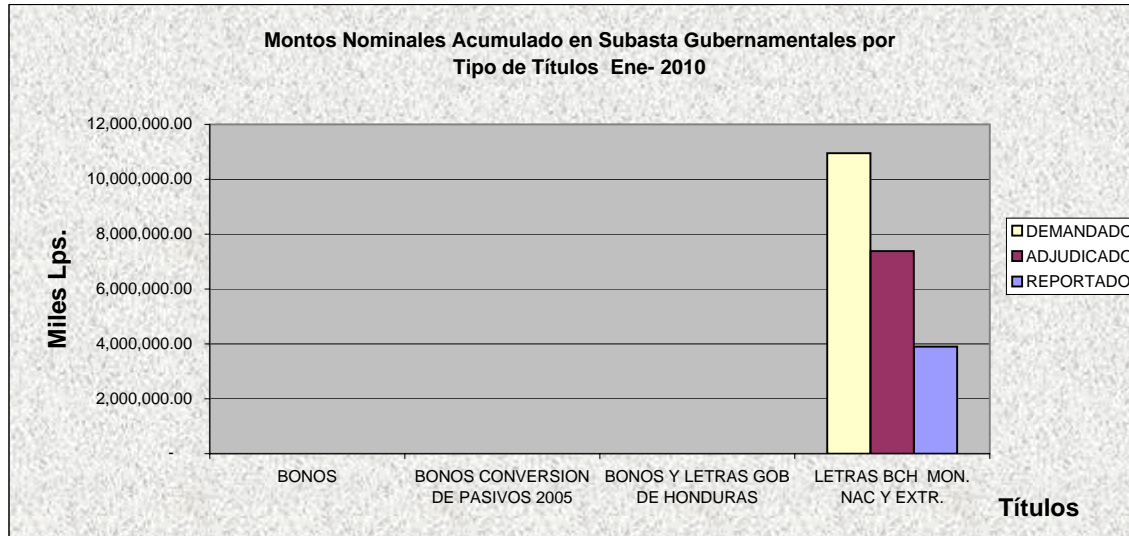 Montos Nominales Acumulado en Subasta Gubernamentales por
Tipo de Títulos Ene- 2010
Miles Lps.
12,000,000.00
10,000,000.00
8,000,000.00
6,000,000.00
4,000,000.00
2,000,000.00
-
BONOS
BONOS CONVERSION
DE PASIVOS 2005
BONOS Y LETRAS GOB
DE HONDURAS
LETRAS BCH MON.
NAC Y EXTR.
Títulos
DEMANDADO
ADJUDICADO
REPORTADO